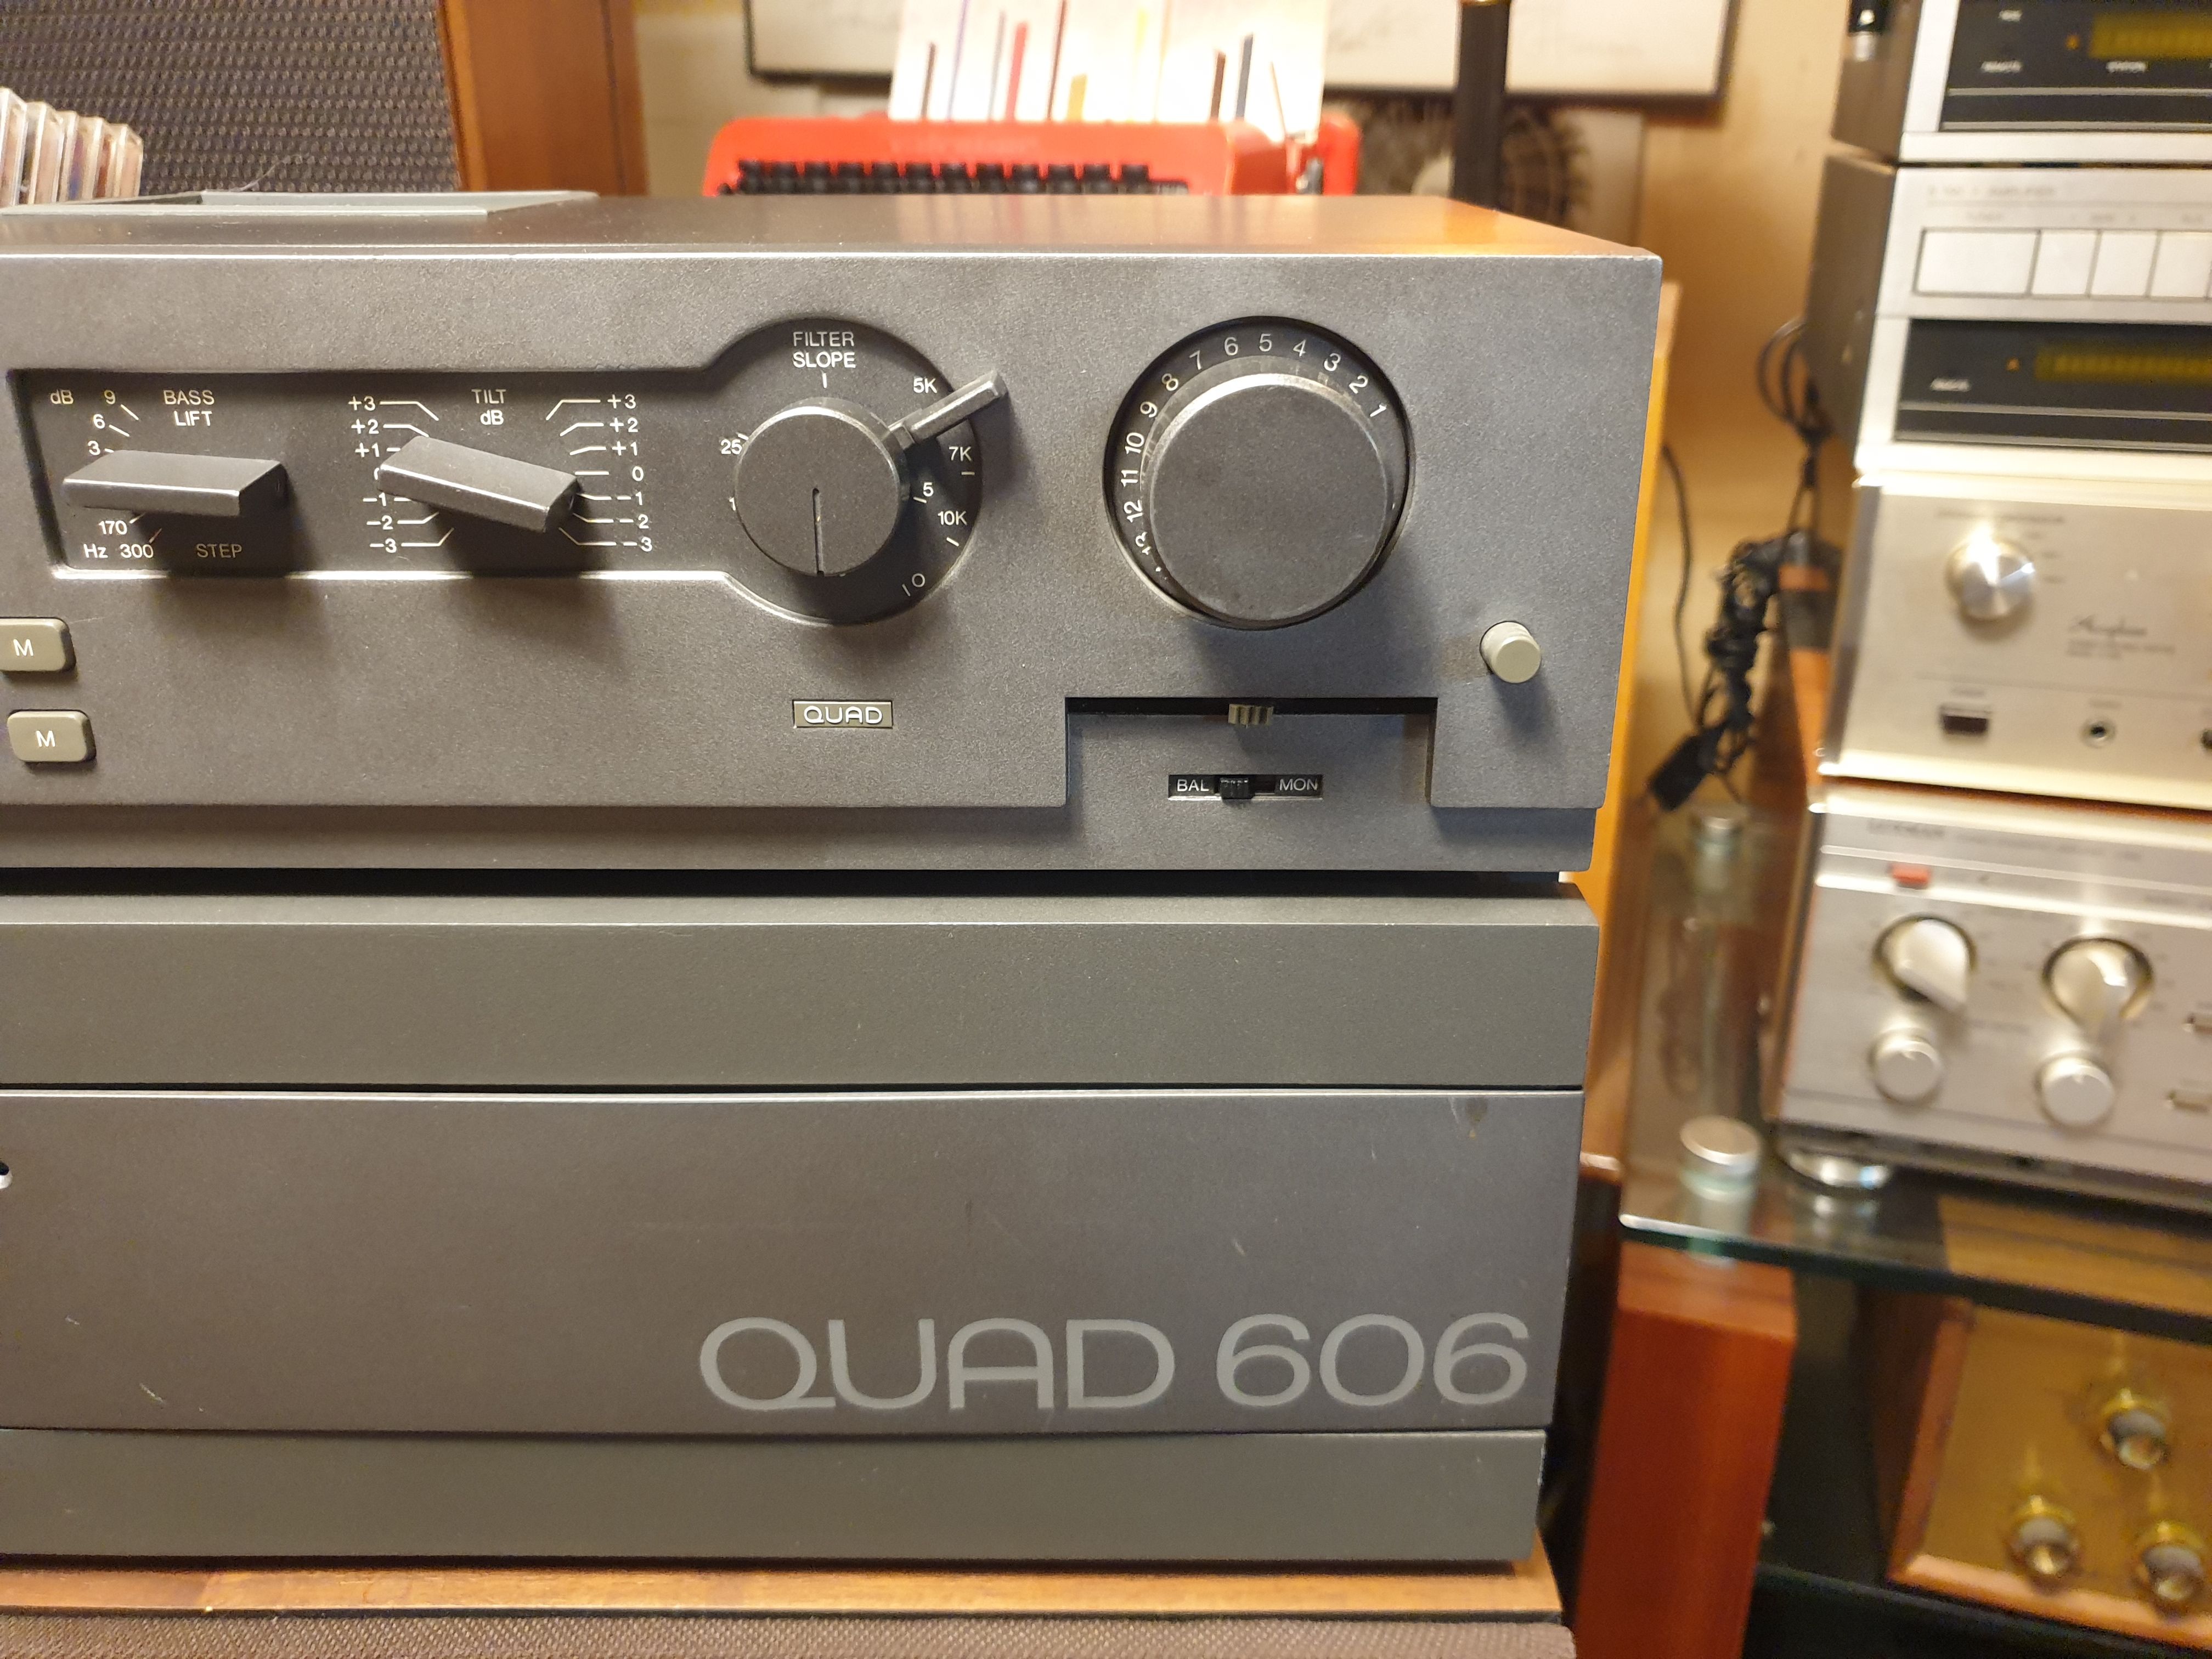 dB 9 BASS
6 LIFT
3
170
Hz 300 STEP
TILT
dB
+3 +3
+2 +2
+1 +1
0
-1 -1
-2 -2
-3 -3
FILTER
SLOPE
5K
25
7K
5
10K
0
13 12 11 10 9 8 7 6 5 4 3 2 1
M
M
QUAD
BAL MON
QUAD 606